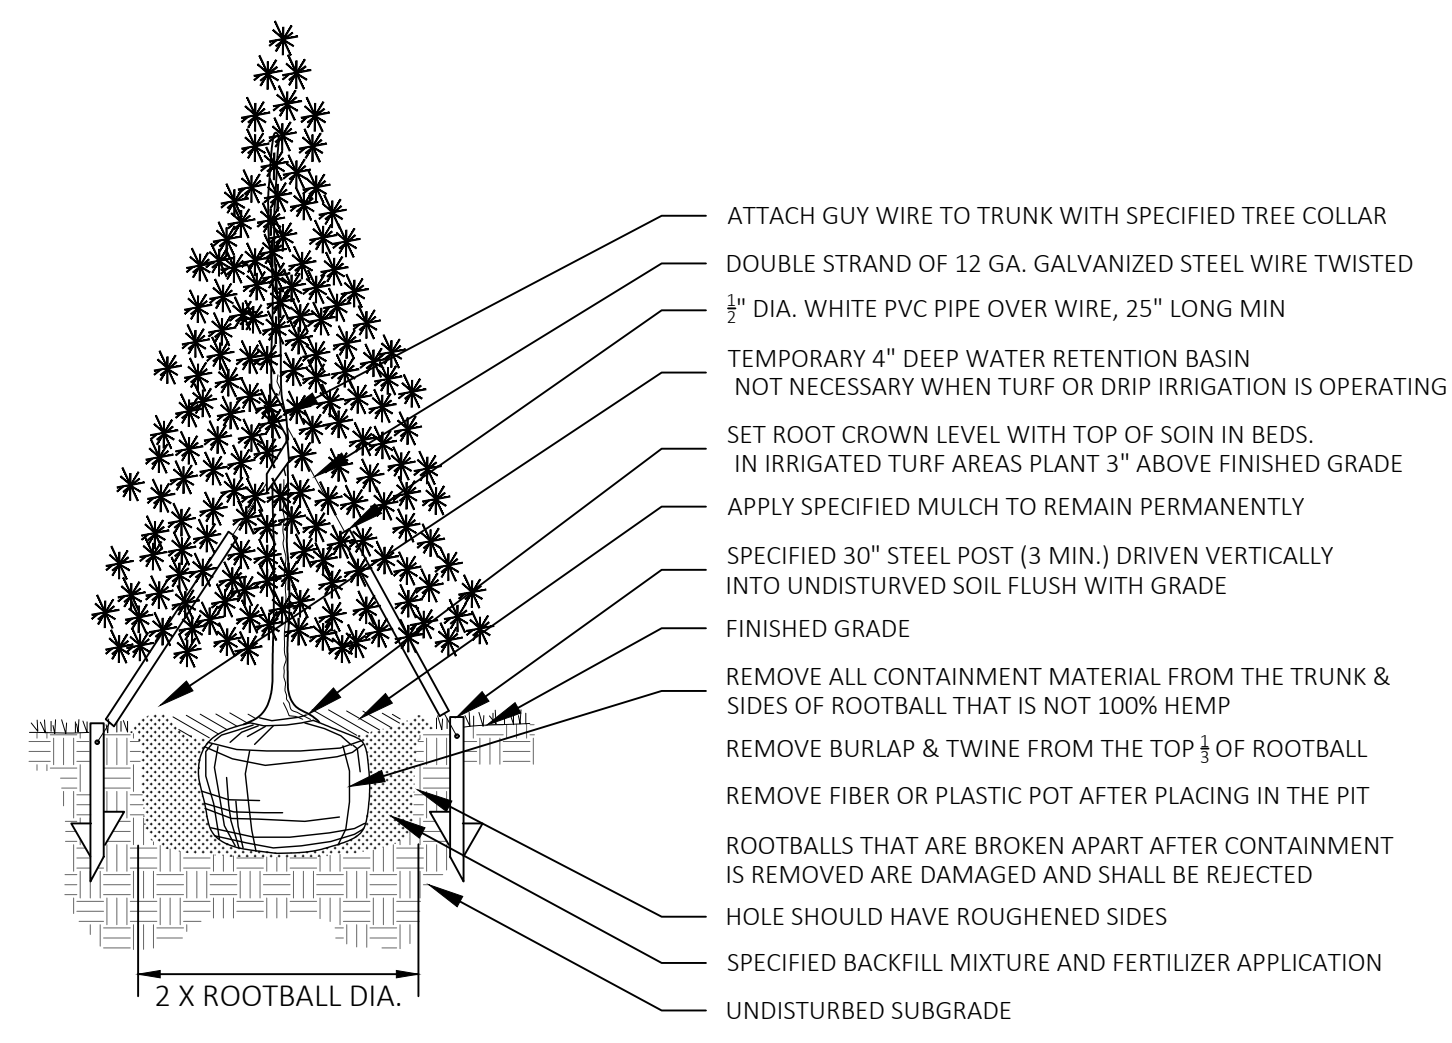 ATTACH GUY WIRE TO TRUNK WITH SPECIFIED TREE COLLAR
DOUBLE STRAND OF 12 GA. GALVANIZED STEEL WIRE TWISTED
1/2" DIA. WHITE PVC PIPE OVER WIRE, 25" LONG MIN
TEMPORARY 4" DEEP WATER RETENTION BASIN
NOT NECESSARY WHEN TURF OR DRIP IRRIGATION IS OPERATING
SET ROOT CROWN LEVEL WITH TOP OF SOIN IN BEDS.
IN IRRIGATED TURF AREAS PLANT 3" ABOVE FINISHED GRADE
APPLY SPECIFIED MULCH TO REMAIN PERMANENTLY
SPECIFIED 30" STEEL POST (3 MIN.) DRIVEN VERTICALLY
INTO UNDISTURVED SOIL FLUSH WITH GRADE
FINISHED GRADE
REMOVE ALL CONTAINMENT MATERIAL FROM THE TRUNK &
SIDES OF ROOTBALL THAT IS NOT 100% HEMP
REMOVE BURLAP & TWINE FROM THE TOP 1/3 OF ROOTBALL
REMOVE FIBER OR PLASTIC POT AFTER PLACING IN THE PIT
ROOTBALLS THAT ARE BROKEN APART AFTER CONTAINMENT
IS REMOVED ARE DAMAGED AND SHALL BE REJECTED
HOLE SHOULD HAVE ROUGHENED SIDES
SPECIFIED BACKFILL MIXTURE AND FERTILIZER APPLICATION
UNDISTURBED SUBGRADE
2 X ROOTBALL DIA.